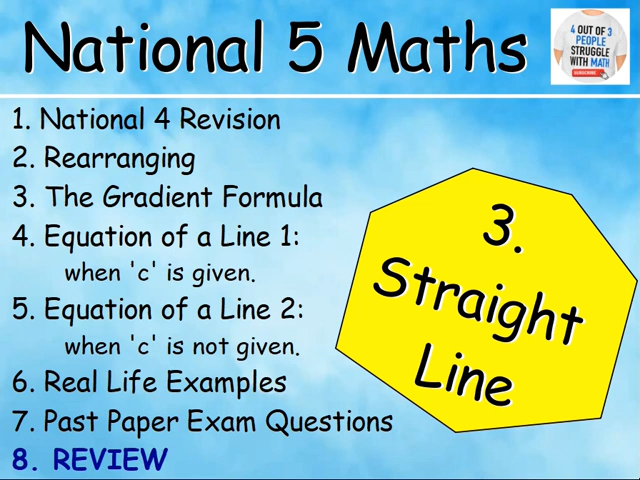 National 5 Maths
4 OUT OF 3
PEOPLE
STRUGGLE
WITH MATH
SUBSCRIBE
1. National 4 Revision
2. Rearranging
3. The Gradient Formula
4. Equation of a Line 1:
when 'c' is given.
5. Equation of a Line 2:
when 'c' is not given.
6. Real Life Examples
7. Past Paper Exam Questions
8. REVIEW
3.
Straight
Line